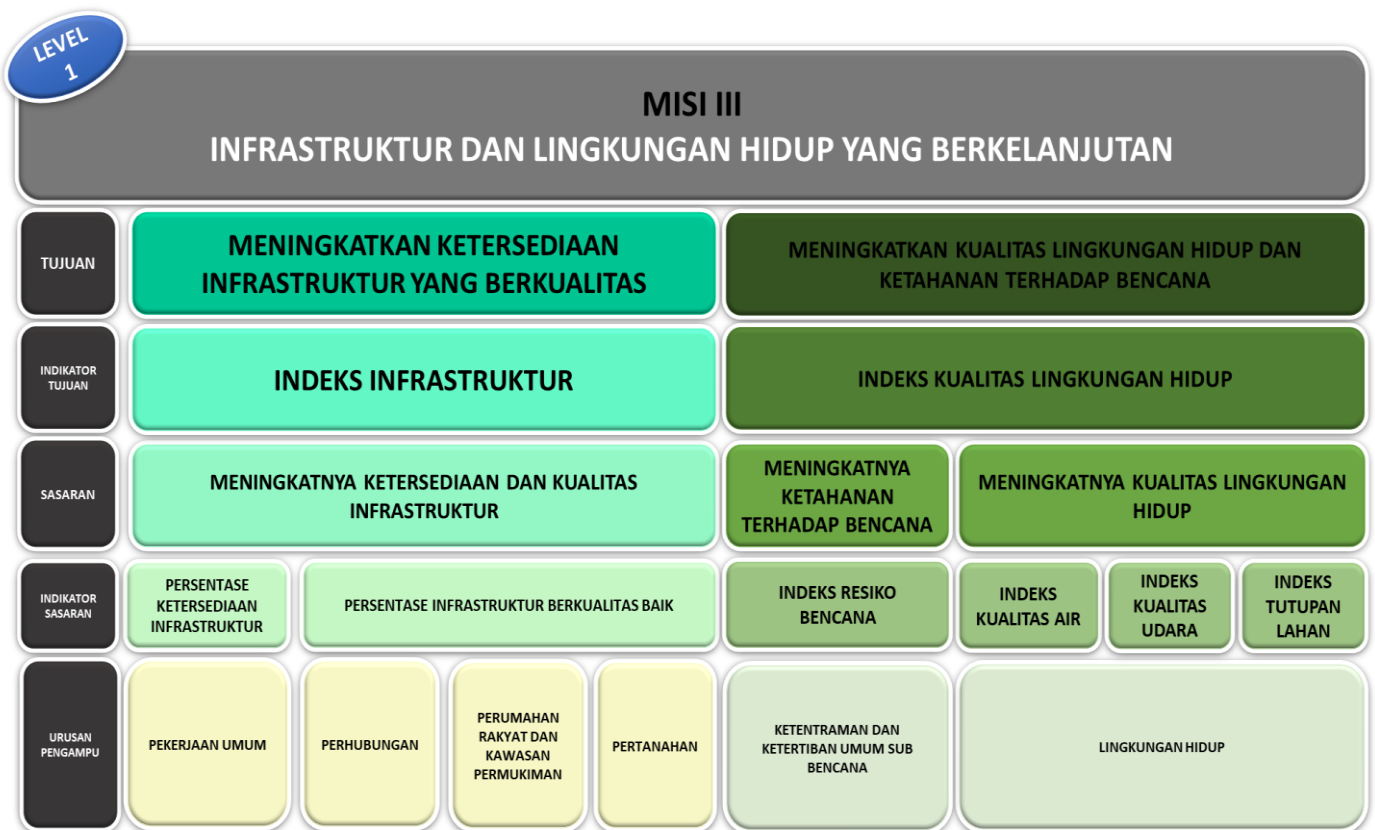 LEVEL
1
MISI III
INFRASTRUKTUR DAN LINGKUNGAN HIDUP YANG BERKELANJUTAN
TUJUAN
MENINGKATKAN KETERSEDIAAN
INFRASTRUKTUR YANG BERKUALITAS
MENINGKATKAN KUALITAS LINGKUNGAN HIDUP DAN
KETAHANAN TERHADAP BENCANA
INDIKATOR
TUJUAN
INDEKS INFRASTRUKTUR
INDEKS KUALITAS LINGKUNGAN HIDUP
SASARAN
MENINGKATNYA KETERSEDIAAN DAN KUALITAS
INFRASTRUKTUR
MENINGKATNYA
KETAHANAN
TERHADAP BENCANA
MENINGKATNYA KUALITAS LINGKUNGAN
HIDUP
INDIKATOR
SASARAN
PERSENTASE
KETERSEDIAAN
INFRASTRUKTUR
PERSENTASE INFRASTRUKTUR BERKUALITAS BAIK
INDEKS RESIKO
BENCANA
INDEKS
KUALITAS AIR
INDEKS
KUALITAS
UDARA
INDEKS
TUTUPAN
LAHAN
URUSAN
PENGAMPU
PEKERJAAN UMUM
PERHUBUNGAN
PERUMAHAN
RAKYAT DAN
KAWASAN
PERMUKIMAN
PERTANAHAN
KETENTRAMAN DAN
KETERTIBAN UMUM SUB
BENCANA
LINGKUNGAN HIDUP